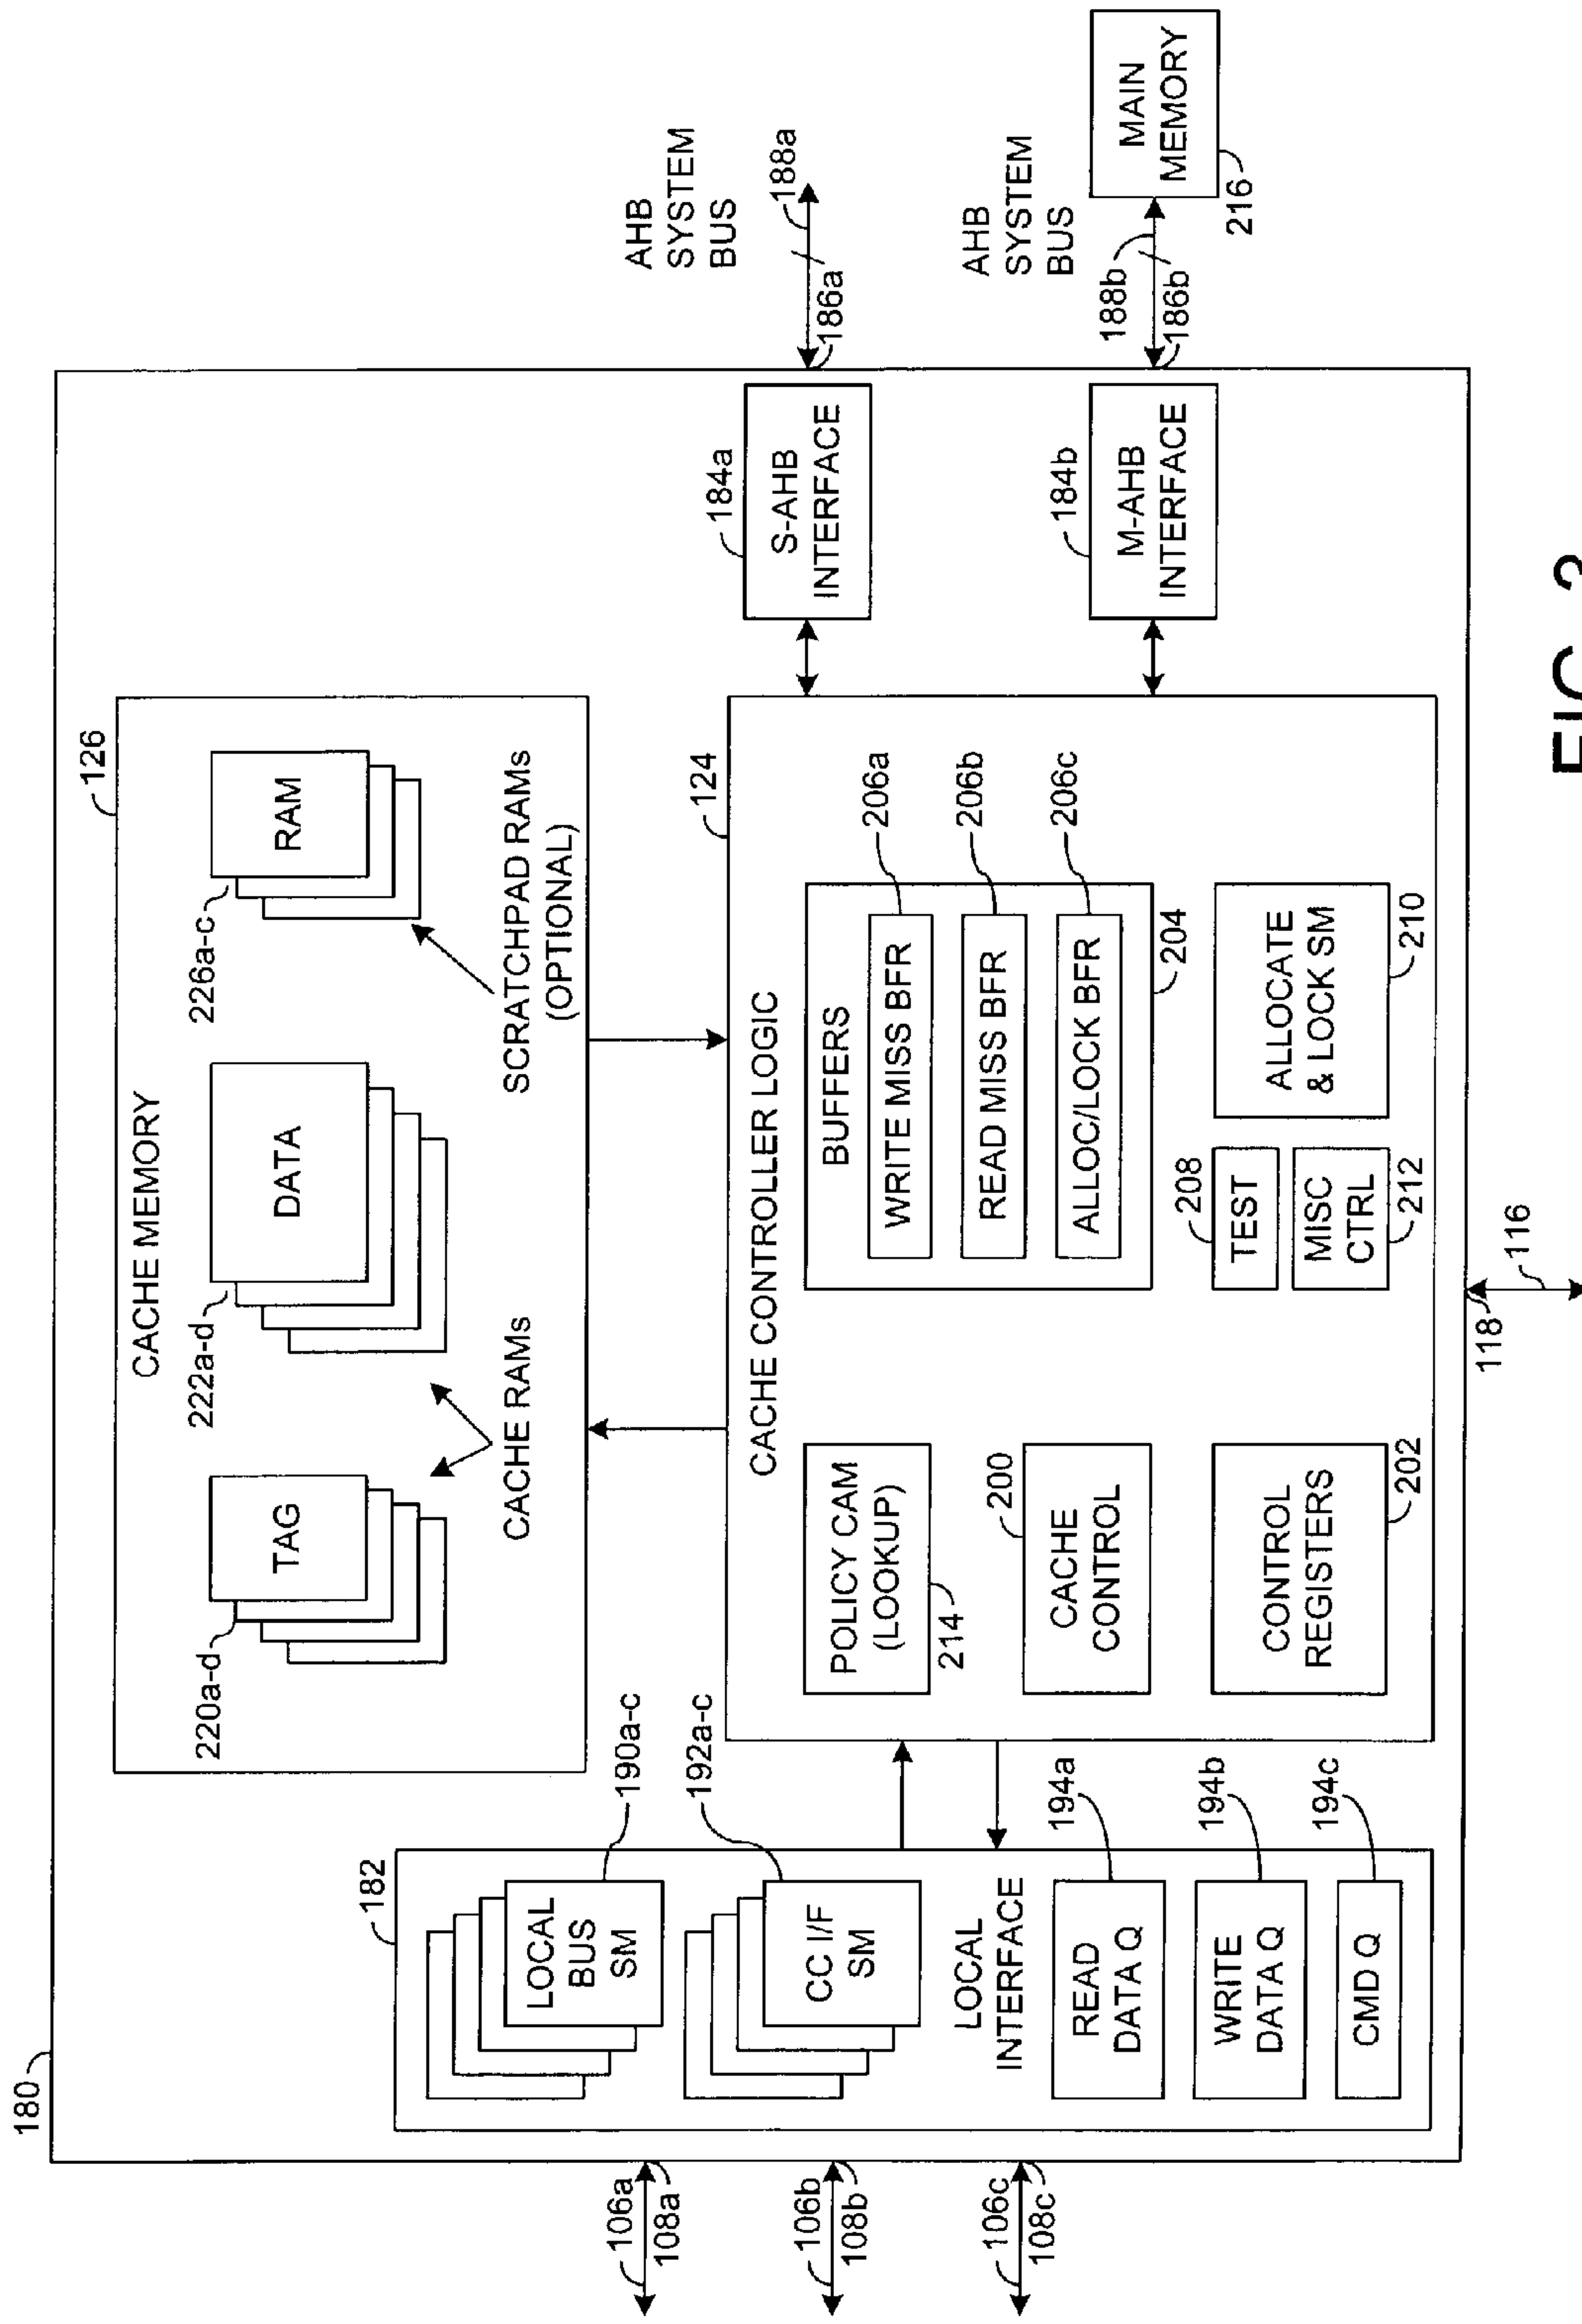 180
182
126
CACHE MEMORY
220a-d
TAG
222a-d
DATA
226a-c
RAM
CACHE RAMs
SCRATCHPAD RAMs
(OPTIONAL)
LOCAL
BUS
SM
190a-c
CC I/F
SM
192a-c
LOCAL
INTERFACE
READ
DATA Q
194a
WRITE
DATA Q
194b
CMD Q
194c
106a
108a
106b
108b
106c
108c
124
CACHE CONTROLLER LOGIC
POLICY CAM
(LOOKUP)
214
200
CACHE
CONTROL
CONTROL
REGISTERS
202
BUFFERS
WRITE MISS BFR
206a
READ MISS BFR
206b
ALLOC/LOCK BFR
206c
204
208
TEST
MISC
CTRL
212
ALLOCATE
& LOCK SM
210
184a
S-AHB
INTERFACE
186a
188a
AHB
SYSTEM
BUS
184b
M-AHB
INTERFACE
186b
188b
AHB
SYSTEM
BUS
MAIN
MEMORY
216
118
116